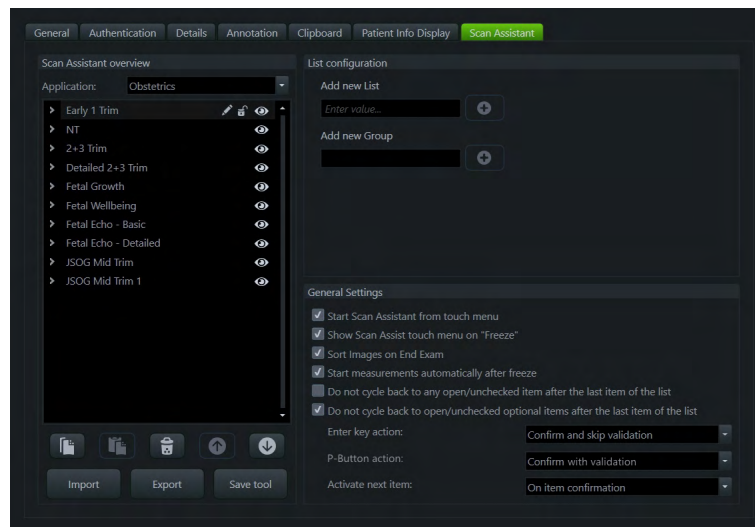 General Authentication Details Annotation Clipboard Patient Info Display Scan Assistant
Scan Assistant overview
Application: Obstetrics
Early 1 Trim
NT
2+3 Trim
Detailed 2+3 Trim
Fetal Growth
Fetal Wellbeing
Fetal Echo - Basic
Fetal Echo - Detailed
JSOG Mid Trim
JSOG Mid Trim 1
Import Export Save tool
List configuration
Add new List
Enter value...
Add new Group
General Settings
Start Scan Assistant from touch menu
Show Scan Assist touch menu on "Freeze"
Sort Images on End Exam
Start measurements automatically after freeze
Do not cycle back to any open/unchecked item after the last item of the list
Do not cycle back to open/unchecked optional items after the last item of the list
Enter key action: Confirm and skip validation
P-Button action: Confirm with validation
Activate next item: On item confirmation